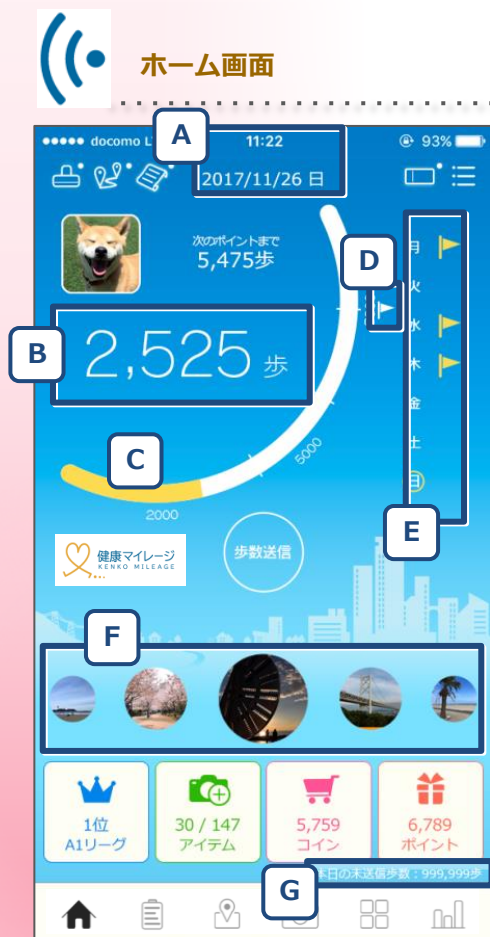 ホーム画面
docomo
A
11:22
93%
2017/11/26 日
次のポイントまで
5,475歩
D
月
火
水
木
金
土
日
B
2,525 歩
C
5000
2000
E
健康マイレージ
KENKO MILEAGE
歩数送信
F
1位
A1リーグ
30 / 147
アイテム
5,759
コイン
6,789
ポイント
本日の未送信歩数：999,999歩
G